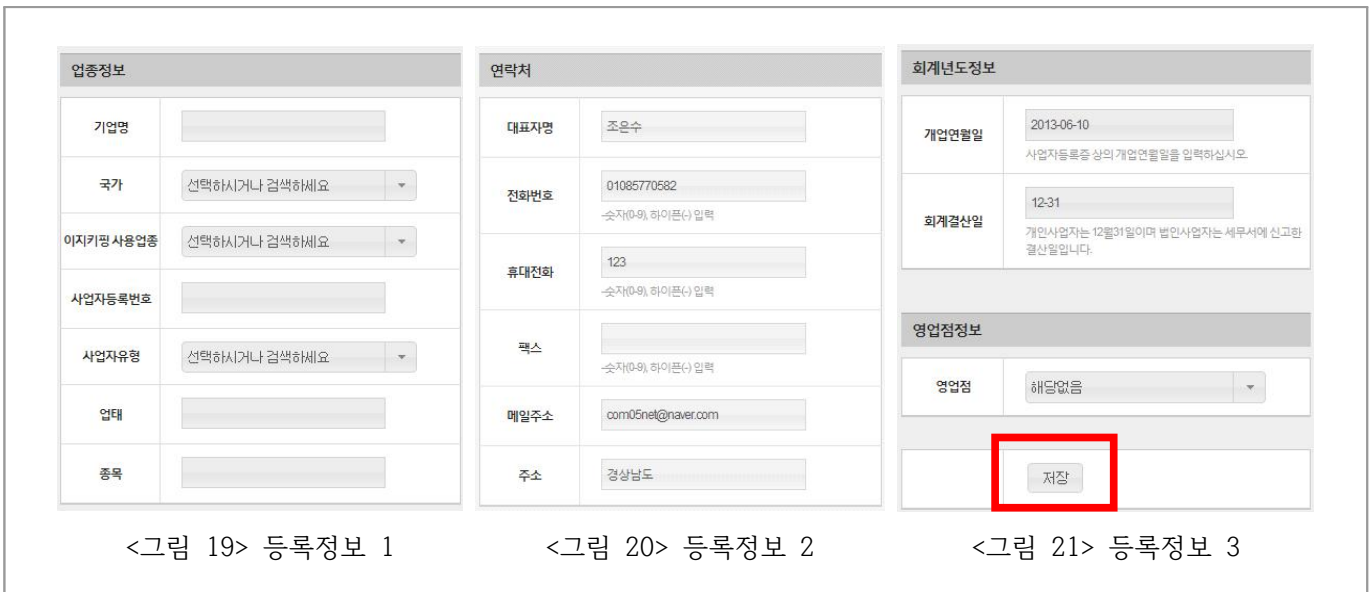 업종정보
기업명
국가
선택하시거나 검색하세요
이지키핑 사용업종
선택하시거나 검색하세요
사업자등록번호
사업자유형
선택하시거나 검색하세요
업태
종목
<그림 19> 등록정보 1
연락처
대표자명
조은수
전화번호
01085770582
-숫자(0-9), 하이픈(-) 입력
휴대전화
123
-숫자(0-9), 하이픈(-) 입력
팩스
-숫자(0-9), 하이픈(-) 입력
메일주소
com05net@naver.com
주소
경상남도
<그림 20> 등록정보 2
회계년도정보
개업연월일
2013-06-10
사업자등록증 상의 개업연월일을 입력하십시오.
회계결산일
12-31
개인사업자는 12월31일이며 법인사업자는 세무서에 신고한
결산일입니다.
영업점정보
영업점
해당없음
저장
<그림 21> 등록정보 3